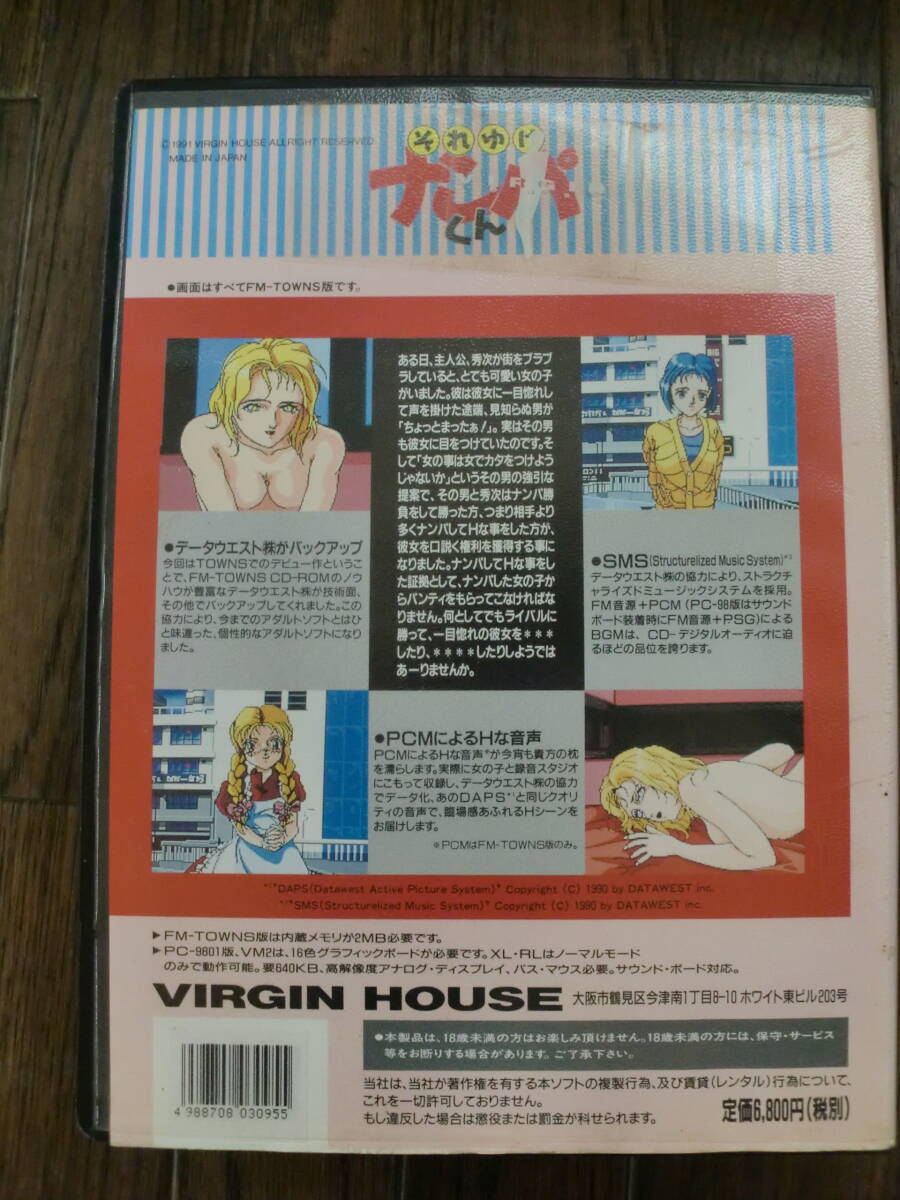 © 1991 VIRGIN HOUSE ALLRIGHT RESERVED
MADE IN JAPAN
それゆけ
ナンパ
くん
VIRGIN
●画面はすべてFM-TOWNS版です。
ある日、主人公、秀次が街をブラブ
ラしていると、とても可愛い女の子
がいました。彼は彼女に一目惚れし
て声を掛けた途端、見知らぬ男が
「ちょっとまったぁ!」。実はその男
も彼女に目をつけていたのです。そ
して「女の事は女でカタをつけよう
じゃないか」というその男の強引な
提案で、その男と秀次はナンパ勝
負をして勝った方、つまり相手より
多くナンパしてHな事をした方が、
彼女を口説く権利を獲得する事に
なりました。ナンパしてHな事をし
た証拠として、ナンパした女の子か
らパンティをもらってこなければな
りません。何としてでもライバルに
勝って、一目惚れの彼女を＊＊＊
したり、＊＊＊＊したりしようでは
あーりませんか。
●データウエスト㈱がバックアップ
今回はTOWNSでのデビュー作というこ
とで、FM-TOWNS CD-ROMのノウ
ハウが豊富なデータウエスト㈱が技術面、
その他でバックアップしてくれました。この
協力により、今までのアダルトソフトとはひ
と味違った、個性的なアダルトソフトになり
ました。
BIG
●SMS(Structurelized Music System)*²
データウエスト㈱の協力により、ストラクチ
ャライズドミュージックシステムを採用。
FM音源+PCM(PC-98版はサウンド
ボード装着時にFM音源+PSG)による
BGMは、CD-デジタルオーディオに迫
るほどの品位を誇ります。
●PCMによるHな音声
PCMによるHな音声*が今宵も貴方の枕
を濡らします。実際に女の子と録音スタジオ
にこもって収録し、データウエスト㈱の協力
でデータ化、あのDAPS*¹と同じクオリ
ティの音声で、臨場感あふれるHシーンを
お届けします。
※PCMはFM-TOWNS版のみ。
*¹"DAPS(Datawest Active Picture System)" Copyright (C) 1990 by DATAWEST inc.
*²"SMS(Structurelized Music System)" Copyright (C) 1990 by DATAWEST inc.
▶FM-TOWNS版は内蔵メモリが2MB必要です。
▶PC-9801版、VM2は、16色グラフィックボードが必要です。XL・RLはノーマルモード
のみで動作可能。要640KB、高解像度アナログ・ディスプレイ、バス・マウス必要。サウンド・ボード対応。
VIRGIN HOUSE 大阪市鶴見区今津南1丁目8-10 ホワイト東ビル203号
●本製品は、18歳未満の方はお楽しみ頂けません。18歳未満の方には、保守・サービス
等をお断りする場合があります。ご了承下さい。
当社は、当社が著作権を有する本ソフトの複製行為、及び賃貸(レンタル)行為について、
これを一切許可しておりません。
もし違反した場合は懲役または罰金が科せられます。
定価6,800円(税別)
4 988708 030955